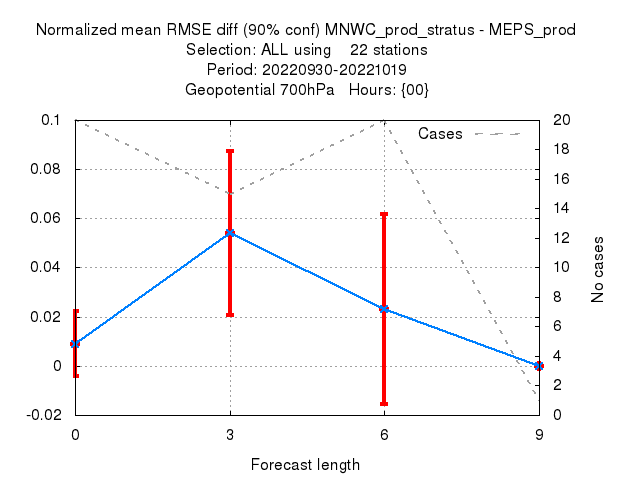 Normalized mean RMSE diff (90% conf) MNWC_prod_stratus - MEPS_prod
Selection: ALL using    22 stations
Period: 20220930-20221019
Geopotential 700hPa   Hours: {00}
Cases
0.1
0.08
0.06
0.04
0.02
0
-0.02
20
18
16
14
12
10
8
6
4
2
0
No cases
0 3 6 9
Forecast length